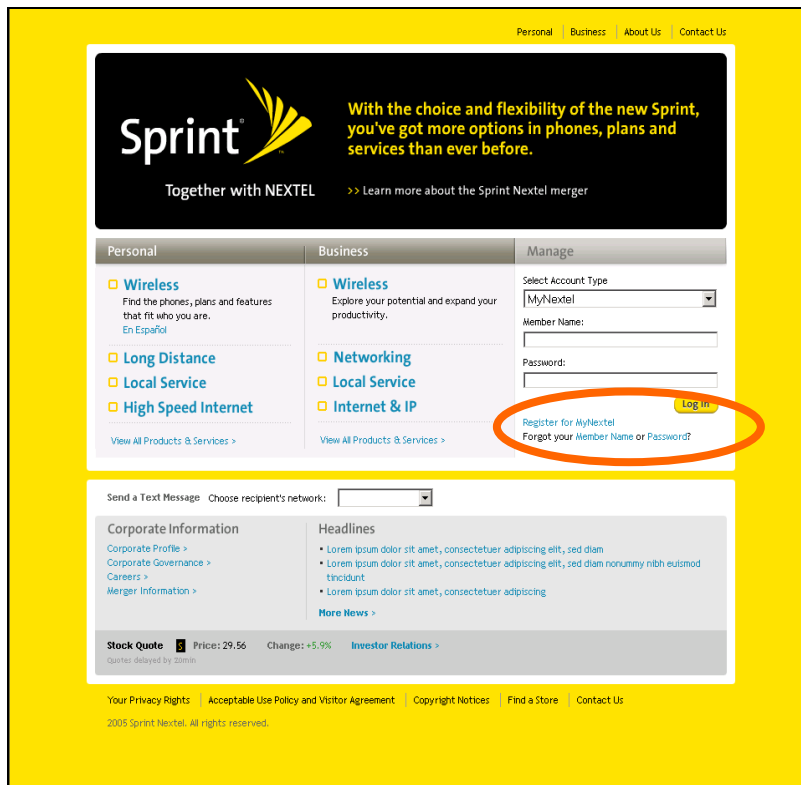 Personal Business About Us Contact Us
Sprint
Together with NEXTEL
With the choice and flexibility of the new Sprint,
you've got more options in phones, plans and
services than ever before.
>> Learn more about the Sprint Nextel merger
Personal
Wireless
Find the phones, plans and features
that fit who you are.
En Español
Long Distance
Local Service
High Speed Internet
View All Products & Services >
Business
Wireless
Explore your potential and expand your
productivity.
Networking
Local Service
Internet & IP
View All Products & Services >
Manage
Select Account Type
MyNextel
Member Name:
Password:
Log In
Register for MyNextel
Forgot your Member Name or Password?
Send a Text Message Choose recipient's network:
Corporate Information
Corporate Profile >
Corporate Governance >
Careers >
Merger Information >
Headlines
• Lorem ipsum dolor sit amet, consectetuer adipiscing elit, sed diam
• Lorem ipsum dolor sit amet, consectetuer adipiscing elit, sed diam nonummy nibh euismod
tincidunt
• Lorem ipsum dolor sit amet, consectetuer adipiscing
More News >
Stock Quote S Price: 29.56 Change: +5.9% Investor Relations >
Quotes delayed by 20min
Your Privacy Rights Acceptable Use Policy and Visitor Agreement Copyright Notices Find a Store Contact Us
2005 Sprint Nextel. All rights reserved.